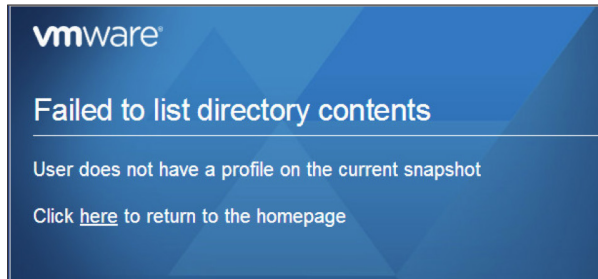 vmware®
Failed to list directory contents
User does not have a profile on the current snapshot
Click here to return to the homepage